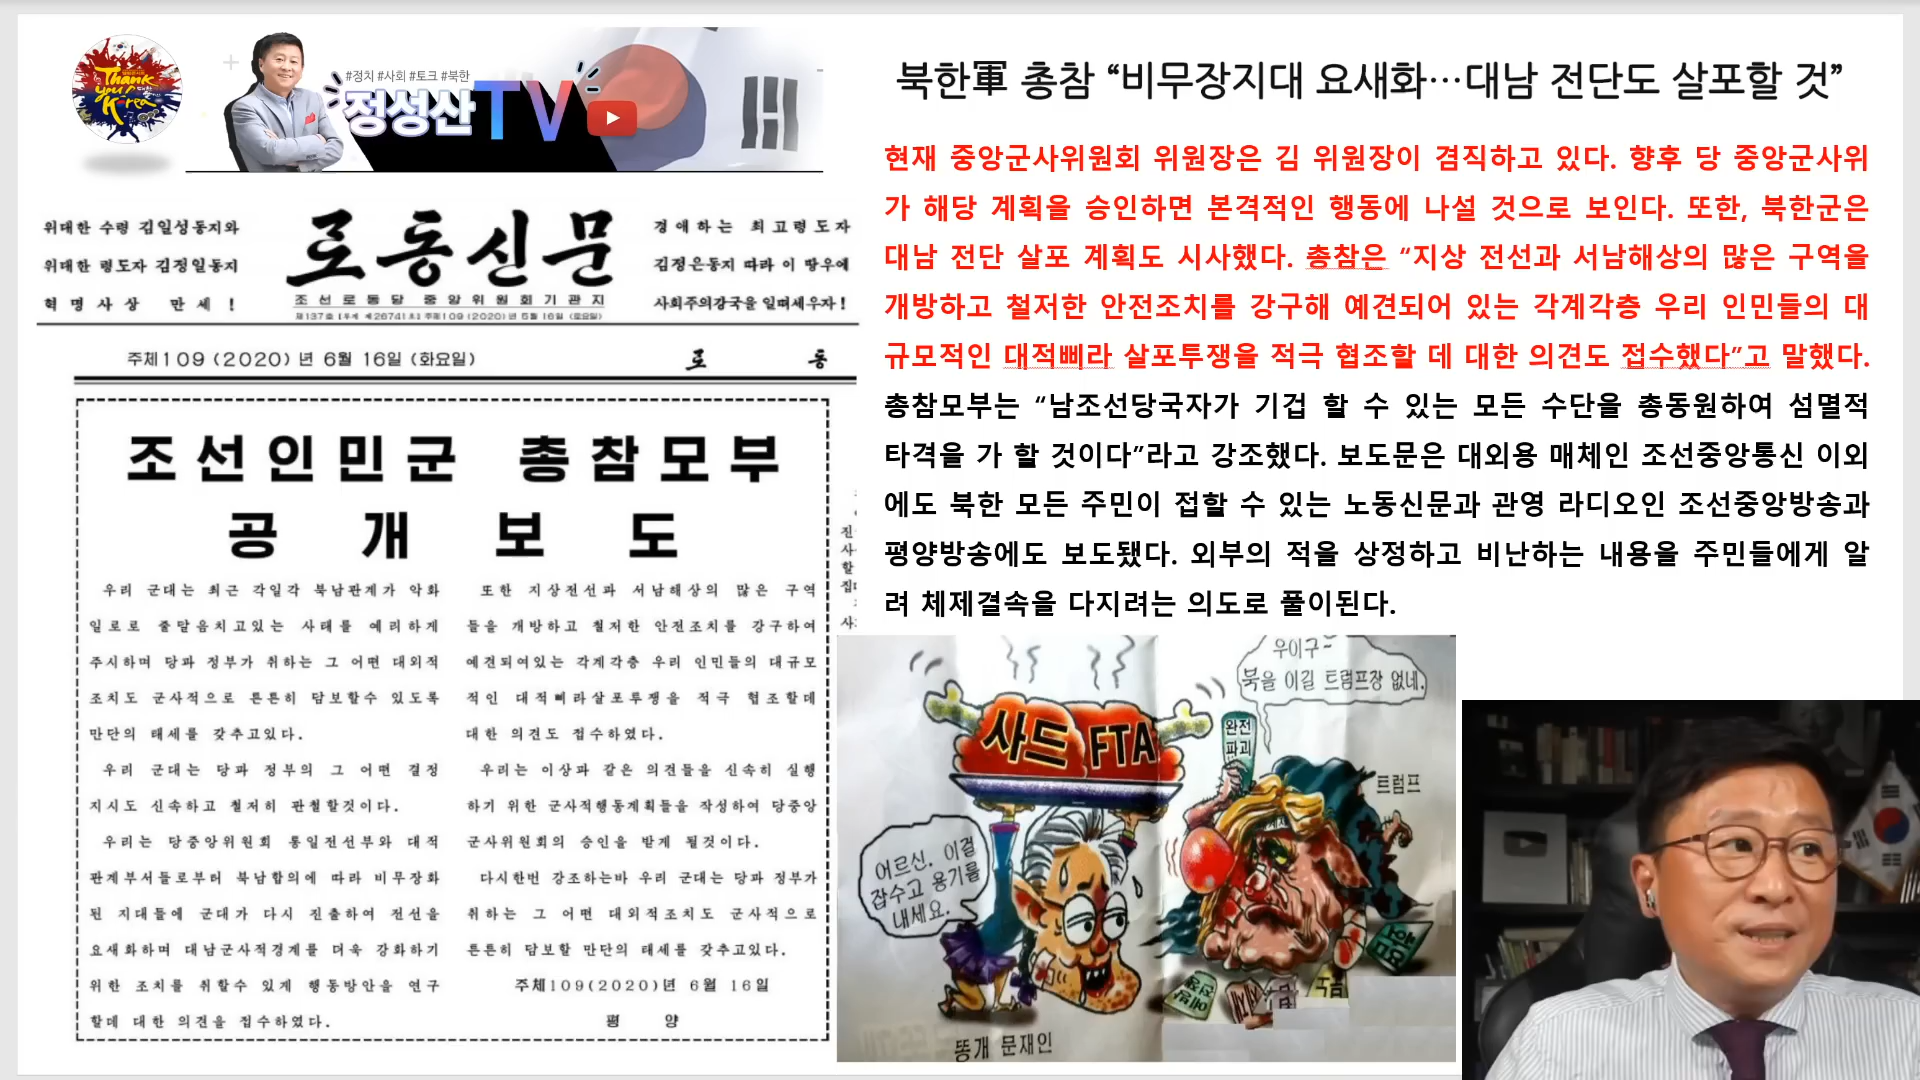 Thank
you
Korea
#정치 #사회 #토크 #북한
정성산TV
위대한 수령 김일성동지와
위대한 령도자 김정일동지
혁명사상 만세!
로동신문
조선로동당 중앙위원회기관지
제137호 [루계 제26741호] 주체109 (2020)년 5월 16일 (토요일)
경애하는 최고령도자
김정은동지 따라 이 땅우에
사회주의강국을 일떠세우자!
주체109 (2020) 년 6월 16일 (화요일)
로 동
조선인민군 총참모부
공개보도
우리 군대는 최근 각일각 북남관계가 악화
일로로 줄달음치고있는 사태를 예리하게
주시하며 당과 정부가 취하는 그 어떤 대외적
조치도 군사적으로 튼튼히 담보할수 있도록
만단의 태세를 갖추고있다.
우리 군대는 당과 정부의 그 어떤 결정
지시도 신속하고 철저히 관철할것이다.
우리는 당중앙위원회 통일전선부와 대적
관계부서들로부터 북남합의에 따라 비무장화
된 지대들에 군대가 다시 진출하여 전선을
요새화하며 대남군사적경계를 더욱 강화하기
위한 조치를 취할수 있게 행동방안을 연구
할데 대한 의견을 접수하였다.
또한 지상전선과 서남해상의 많은 구역
들을 개방하고 철저한 안전조치를 강구하여
예견되여있는 각계각층 우리 인민들의 대규모
적인 대적삐라살포투쟁을 적극 협조할데
대한 의견도 접수하였다.
우리는 이상과 같은 의견들을 신속히 실행
하기 위한 군사적행동계획들을 작성하여 당중앙
군사위원회의 승인을 받게 될것이다.
다시한번 강조하는바 우리 군대는 당과 정부가
취하는 그 어떤 대외적조치도 군사적으로
튼튼히 담보할 만단의 태세를 갖추고있다.
주체109(2020)년 6월 16일
평 양
진
사
할
집
사
북한軍 총참 “비무장지대 요새화…대남 전단도 살포할 것”
현재 중앙군사위원회 위원장은 김 위원장이 겸직하고 있다. 향후 당 중앙군사위
가 해당 계획을 승인하면 본격적인 행동에 나설 것으로 보인다. 또한, 북한군은
대남 전단 살포 계획도 시사했다. 총참은 “지상 전선과 서남해상의 많은 구역을
개방하고 철저한 안전조치를 강구해 예견되어 있는 각계각층 우리 인민들의 대
규모적인 대적삐라 살포투쟁을 적극 협조할 데 대한 의견도 접수했다”고 말했다.
총참모부는 “남조선당국자가 기겁 할 수 있는 모든 수단을 총동원하여 섬멸적
타격을 가 할 것이다”라고 강조했다. 보도문은 대외용 매체인 조선중앙통신 이외
에도 북한 모든 주민이 접할 수 있는 노동신문과 관영 라디오인 조선중앙방송과
평양방송에도 보도됐다. 외부의 적을 상정하고 비난하는 내용을 주민들에게 알
려 체제결속을 다지려는 의도로 풀이된다.
우이구~
북을 이길 트럼프장 없네.
사드 FTA
완전
파괴
트럼프
어르신. 이걸
잡수고 용기를
내세요.
똥개 문재인